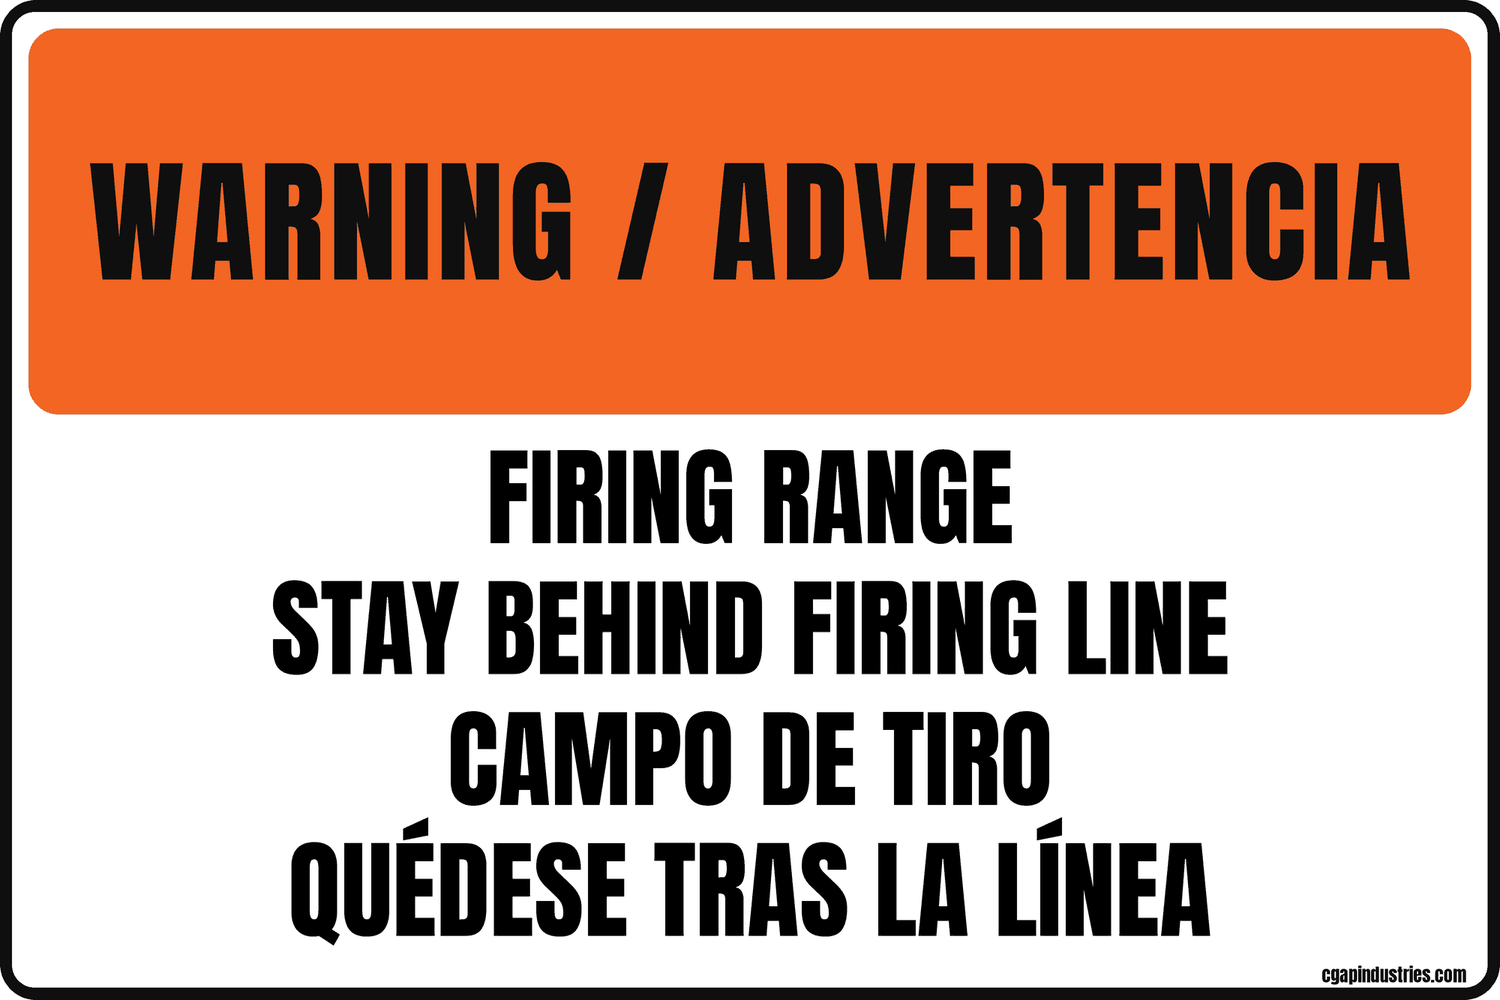 WARNING / ADVERTENCIA
FIRING RANGE
STAY BEHIND FIRING LINE
CAMPO DE TIRO
QUÉDESE TRAS LA LÍNEA
cgapindustries.com